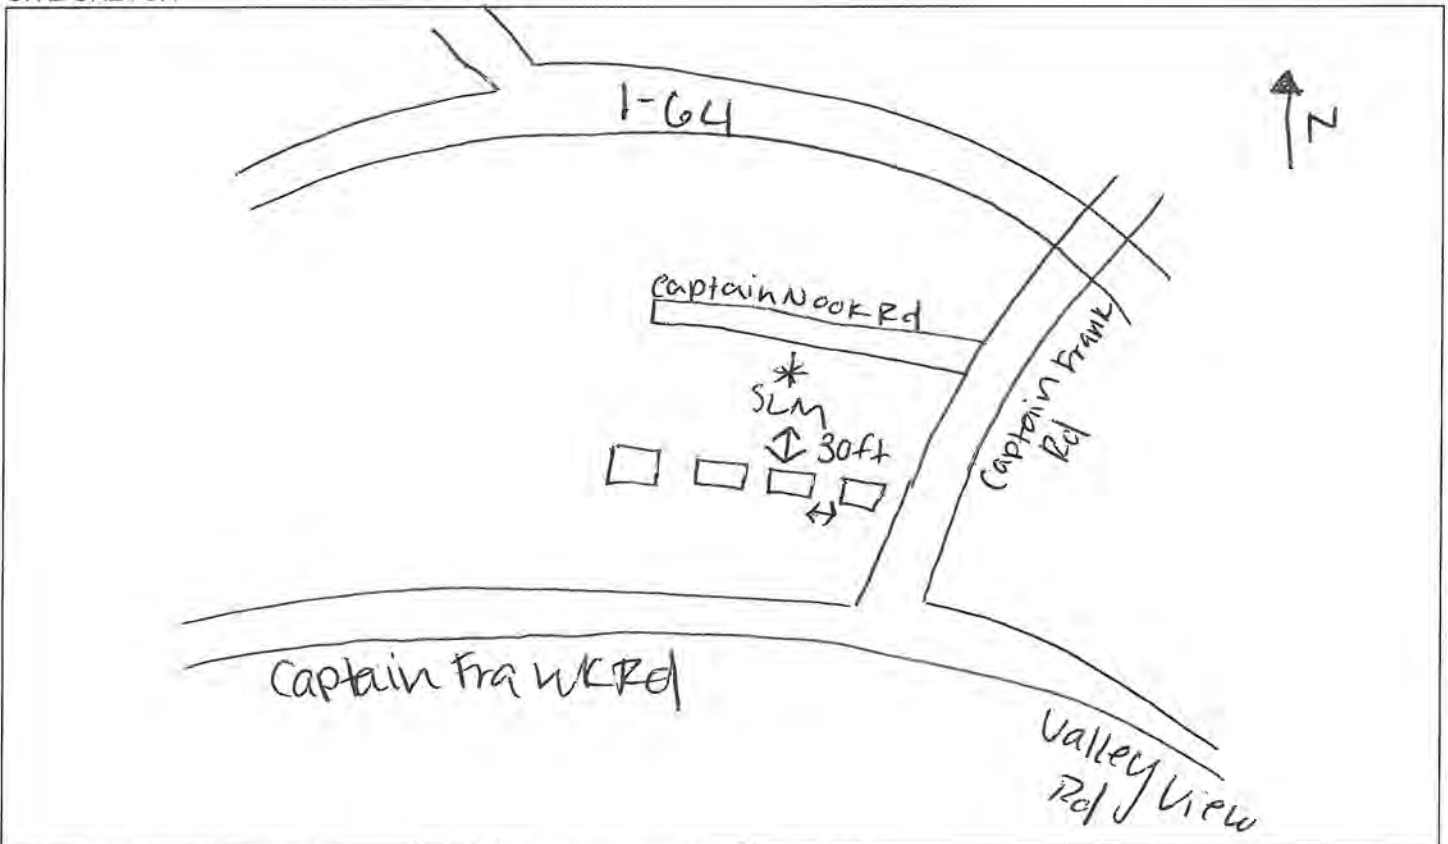 I-64
N
Captain Nook Rd
SLM
30ft
Captain Frank
Rd
Captain Frank Rd
Valley View
Rd